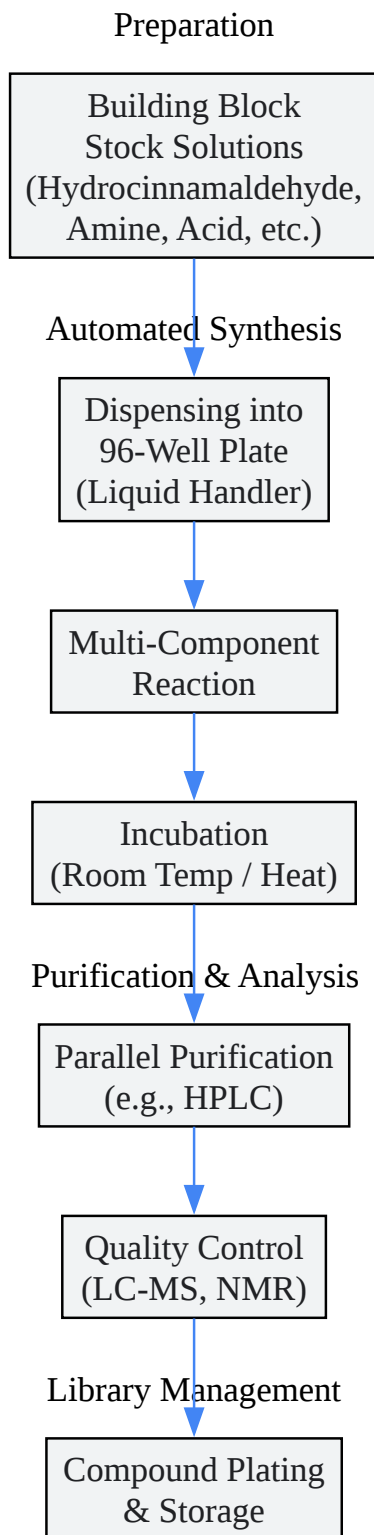 Preparation
Building Block
Stock Solutions
(Hydrocinnamaldehyde,
Amine, Acid, etc.)
Automated Synthesis
Dispensing into
96-Well Plate
(Liquid Handler)
Multi-Component
Reaction
Incubation
(Room Temp / Heat)
Purification & Analysis
Parallel Purification
(e.g., HPLC)
Quality Control
(LC-MS, NMR)
Library Management
Compound Plating
& Storage